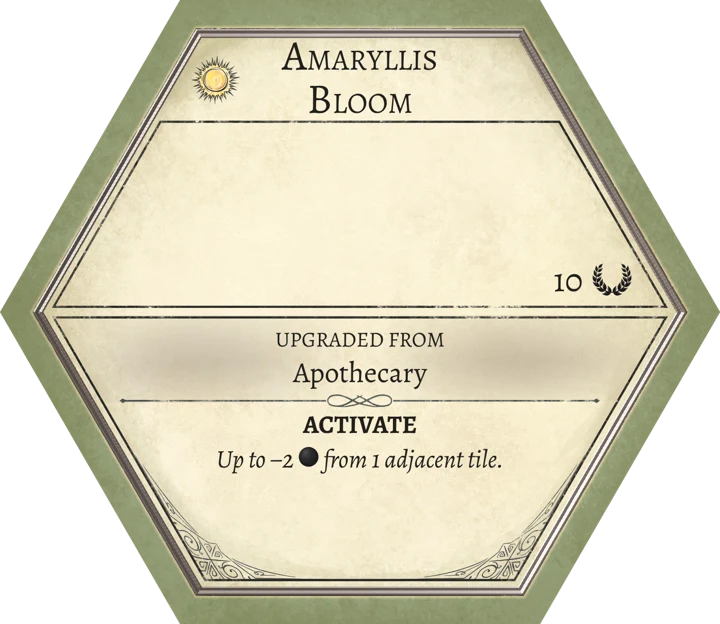 Amaryllis
Bloom
10
UPGRADED FROM
Apothecary
ACTIVATE
Up to –2 from 1 adjacent tile.